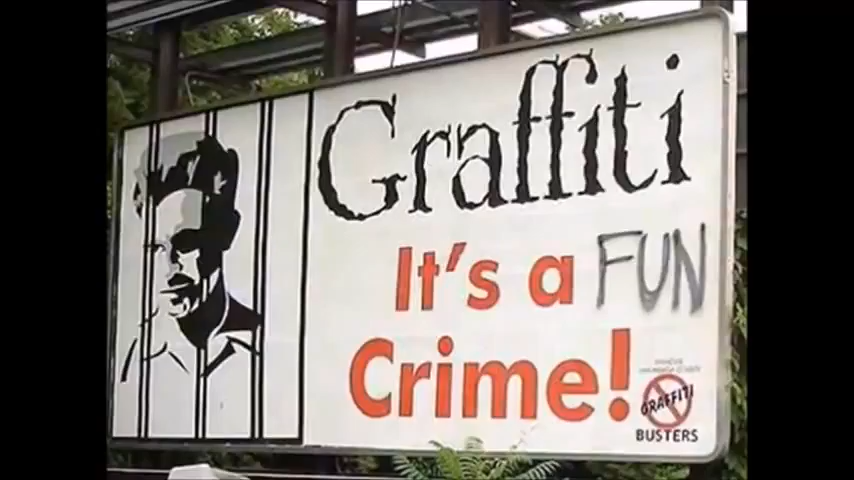 Graffiti
It's a FUN
Crime!
GRAFFITI
BUSTERS